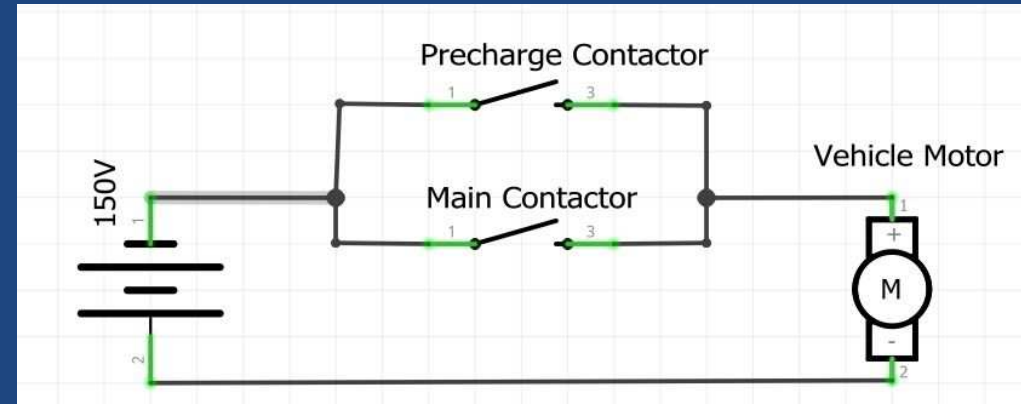 Precharge Contactor
1 3
Vehicle Motor
150V
Main Contactor
1
1
1 3
+
M
-
2
2